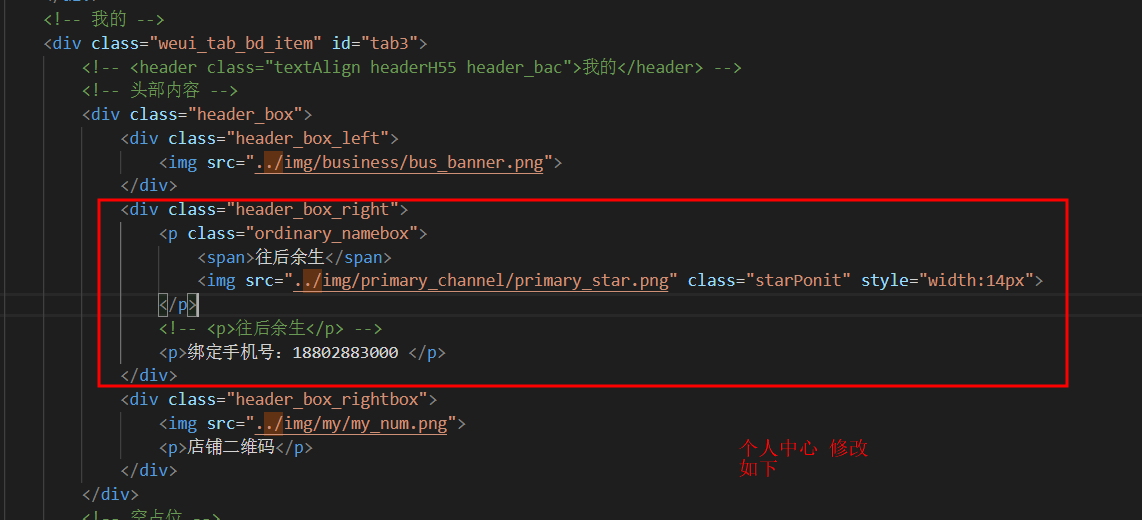 </div>
<!-- 我的 -->
<div class="weui_tab_bd_item" id="tab3">
<!-- <header class="textAlign headerH55 header_bac">我的</header> -->
<!-- 头部内容 -->
<div class="header_box">
<div class="header_box_left">
<img src="../img/business/bus_banner.png">
</div>
<div class="header_box_right">
<p class="ordinary_namebox">
<span>往后余生</span>
<img src="../img/primary_channel/primary_star.png" class="starPonit" style="width:14px">
</p>
<!-- <p>往后余生</p> -->
<p>绑定手机号：18802883000 </p>
</div>
<div class="header_box_rightbox">
<img src="../img/my/my_num.png">
<p>店铺二维码</p>
</div>
</div>
<!-- 空占位 -->
个人中心 修改
如下